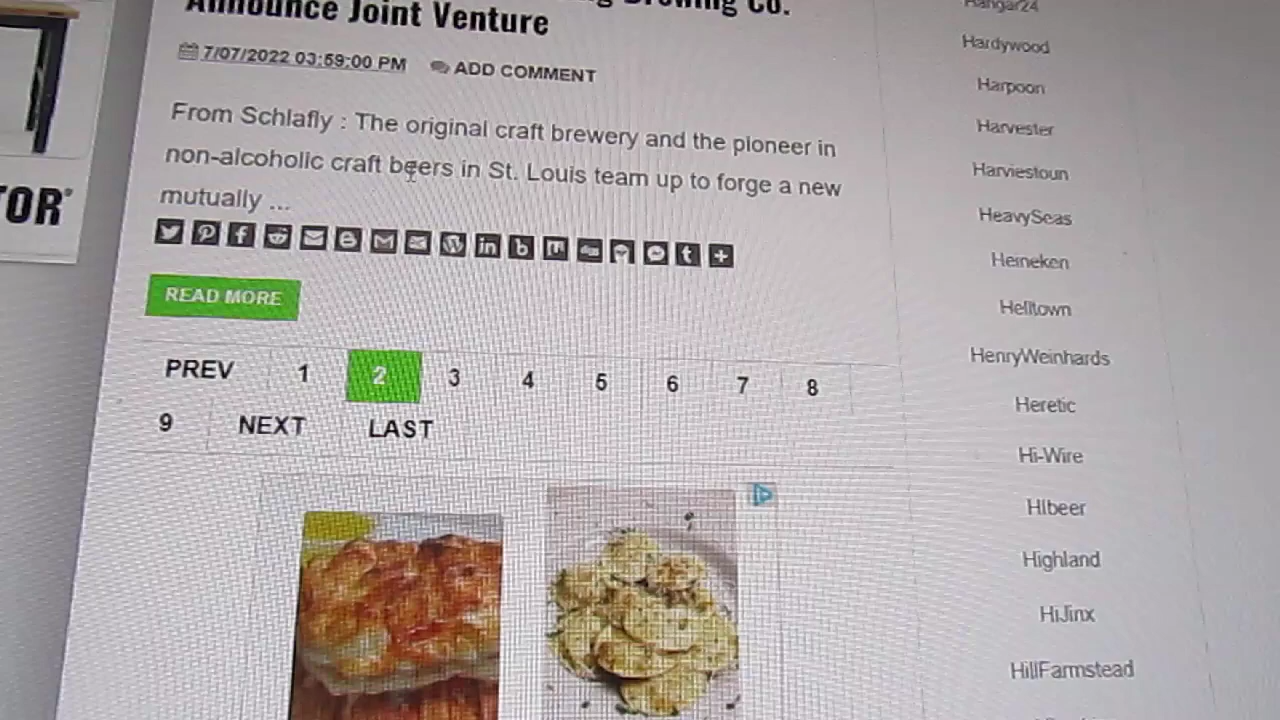 Brewing Co.
Announce Joint Venture
7/07/2022 03:59:00 PM ADD COMMENT
From Schlafly : The original craft brewery and the pioneer in
non-alcoholic craft beers in St. Louis team up to forge a new
mutually ...
READ MORE
PREV 1 2 3 4 5 6 7 8
9 NEXT LAST
TOR®
Hangar24
Hardywood
Harpoon
Harvester
Harviestoun
HeavySeas
Heineken
Helltown
HenryWeinhards
Heretic
Hi-Wire
HIbeer
Highland
HiJinx
HillFarmstead